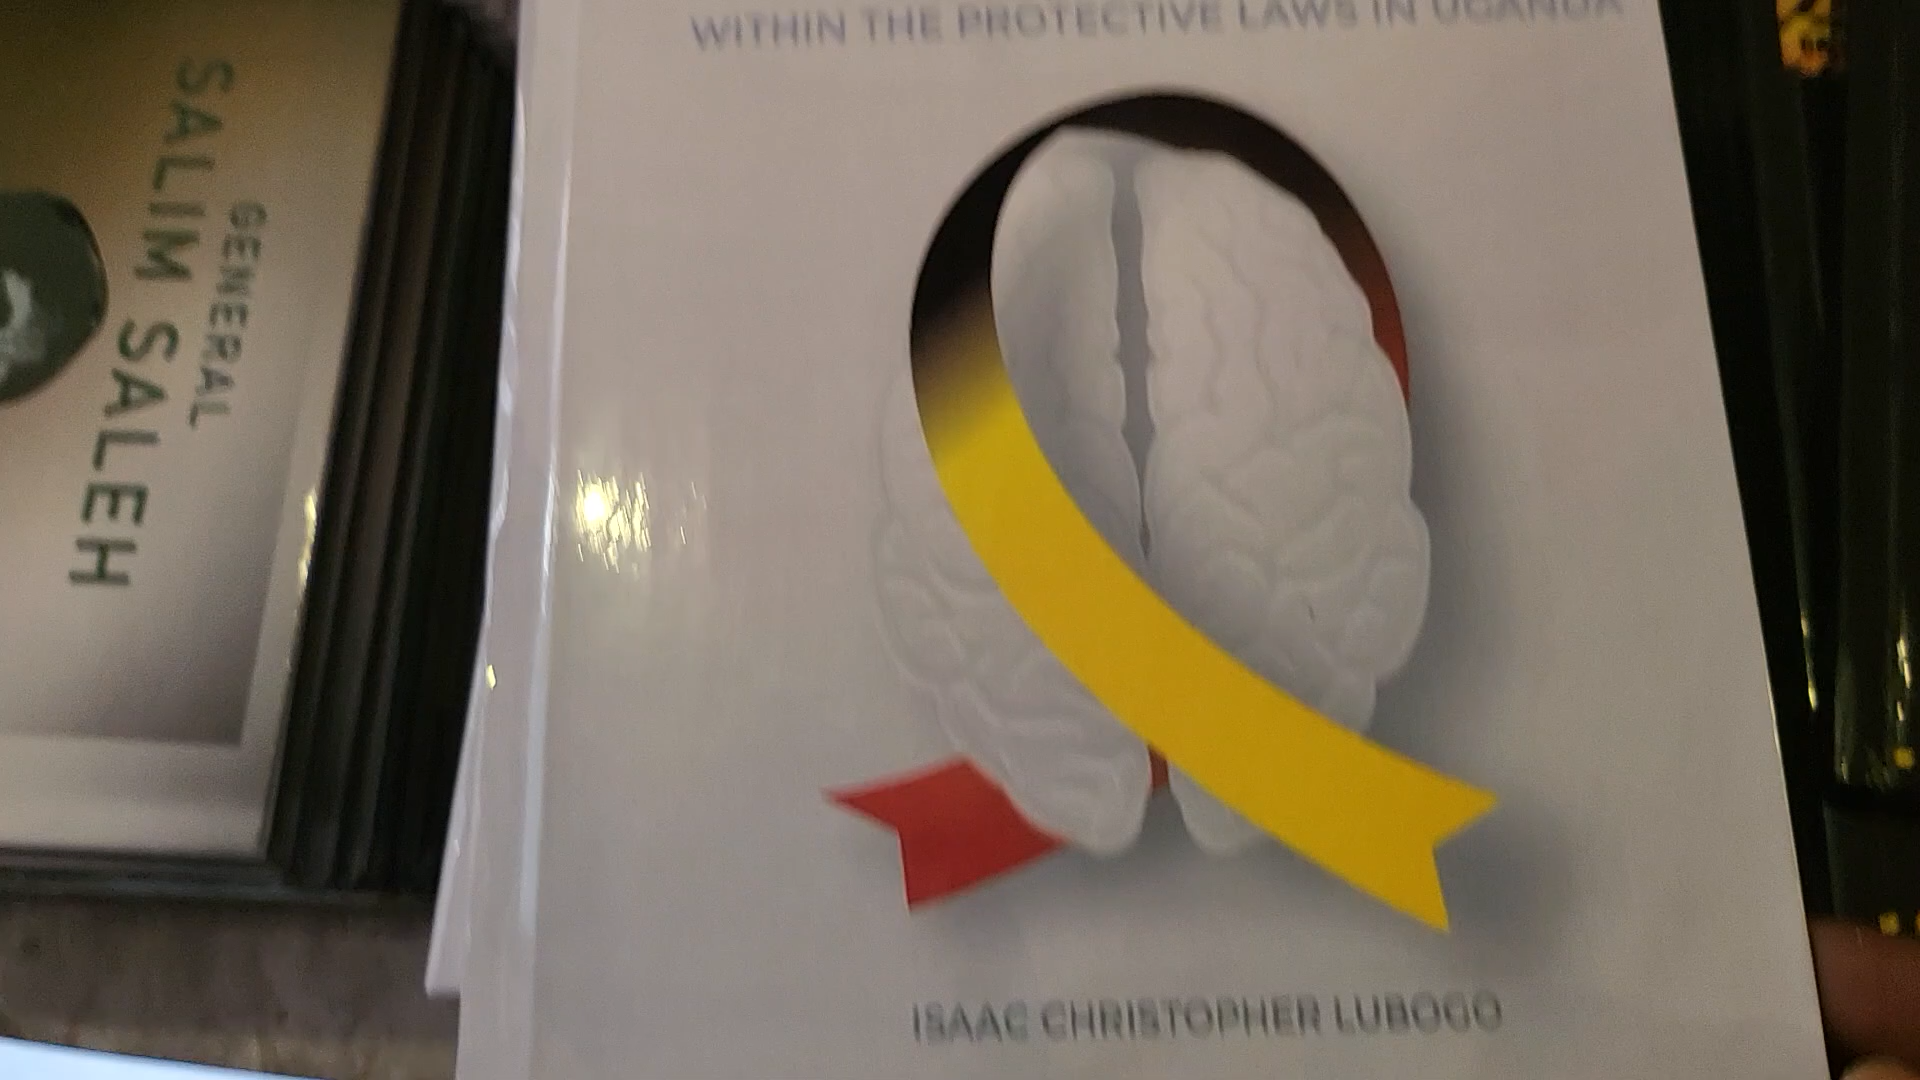 GENERAL
SALIM SALEH
WITHIN THE PROTECTIVE LAWS IN UGANDA
ISAAC CHRISTOPHER LUBOGO